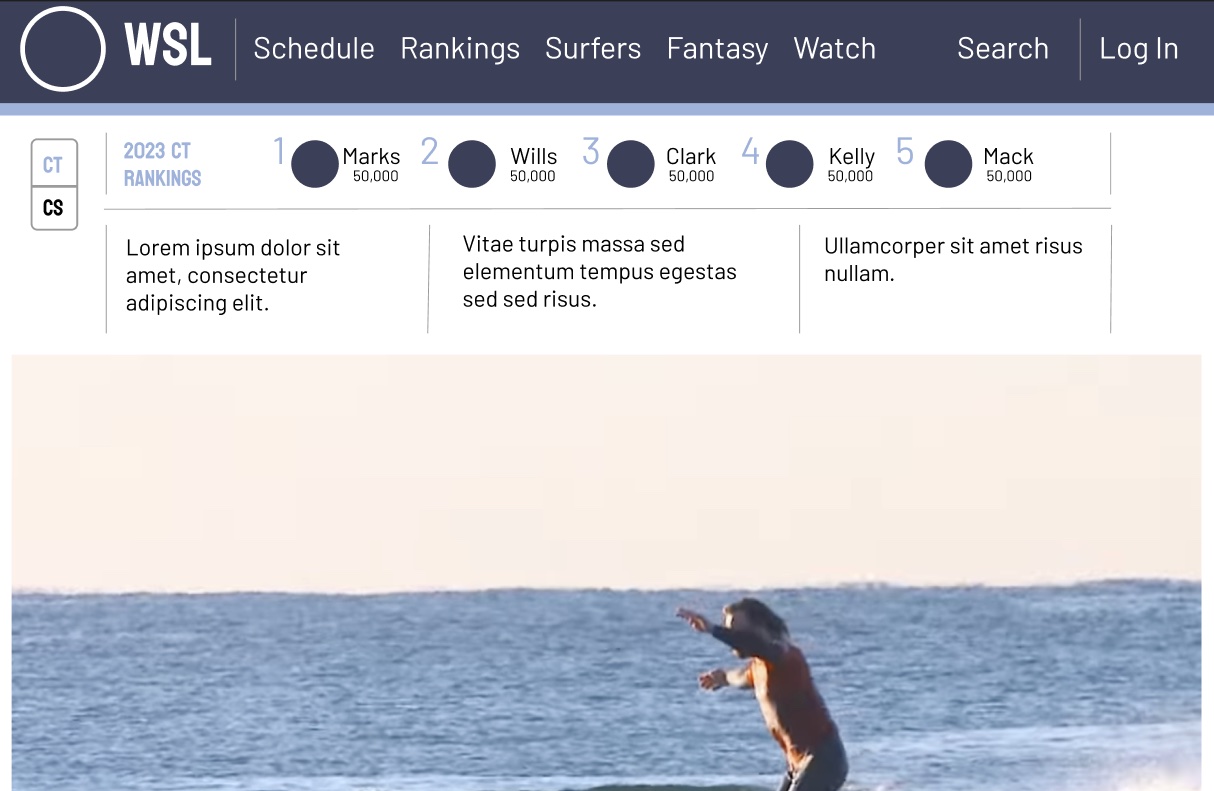 WSL Schedule Rankings Surfers Fantasy Watch Search Log In
CT
CS
2023 CT
RANKINGS
1 Marks
50,000
2 Wills
50,000
3 Clark
50,000
4 Kelly
50,000
5 Mack
50,000
Lorem ipsum dolor sit
amet, consectetur
adipiscing elit.
Vitae turpis massa sed
elementum tempus egestas
sed sed risus.
Ullamcorper sit amet risus
nullam.